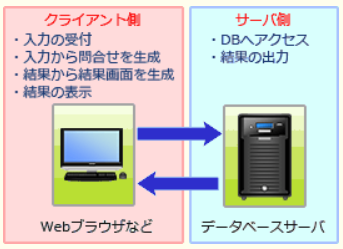 クライアント側
・入力の受付
・入力から問合せを生成
・結果から結果画面を生成
・結果の表示
Webブラウザなど
サーバ側
・DBへアクセス
・結果の出力
データベースサーバ